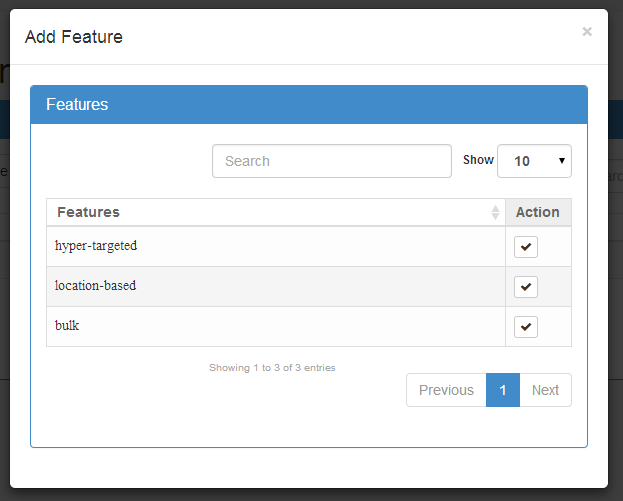 Add Feature ×
Features
Search Show 10
Features Action
hyper-targeted
location-based
bulk
Showing 1 to 3 of 3 entries
Previous 1 Next